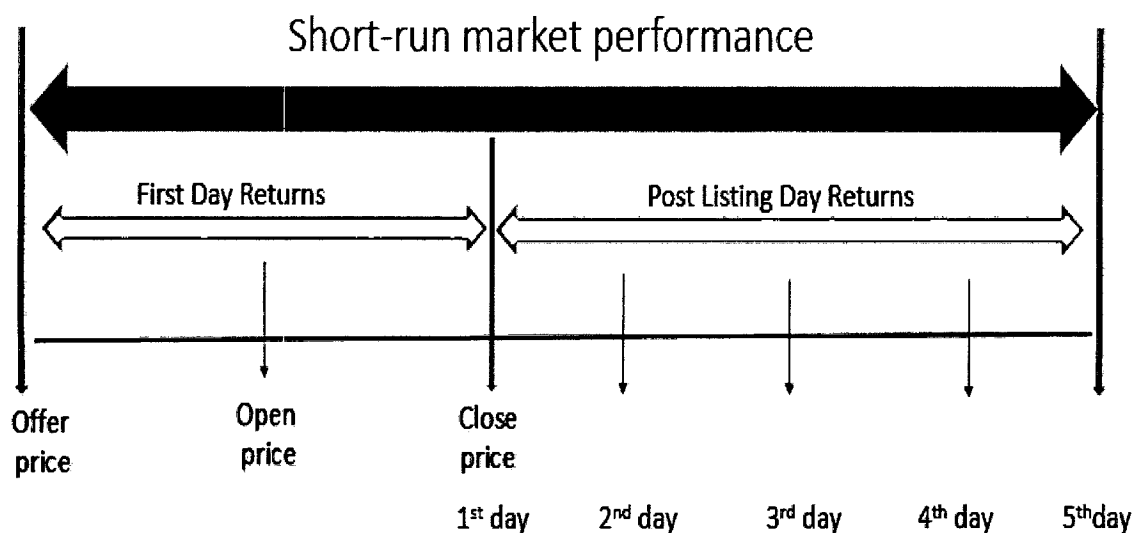 Short-run market performance
First Day Returns
Post Listing Day Returns
Offer price
Open price
Close price
1st day
2nd day
3rd day
4th day
5thday